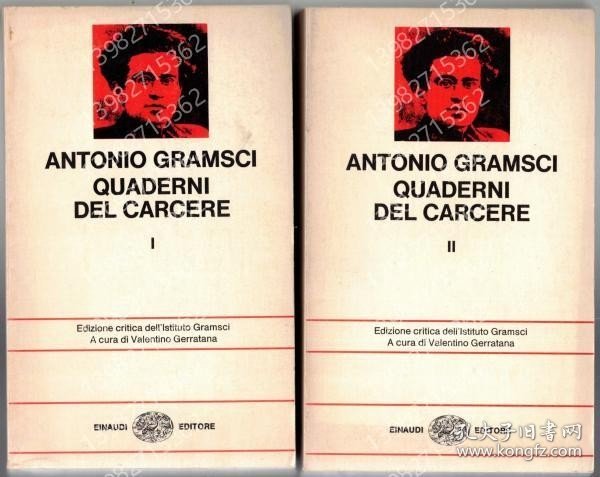 ANTONIO GRAMSCI
QUADERNI
DEL CARCERE
I
Edizione critica dell'Istituto Gramsci
A cura di Valentino Gerratana
EINAUDI EDITORE
ANTONIO GRAMSCI
QUADERNI
DEL CARCERE
II
Edizione critica dell'Istituto Gramsci
A cura di Valentino Gerratana
EINAUDI EDITORE
13982715362
孔夫子旧书网
www.kongfz.com